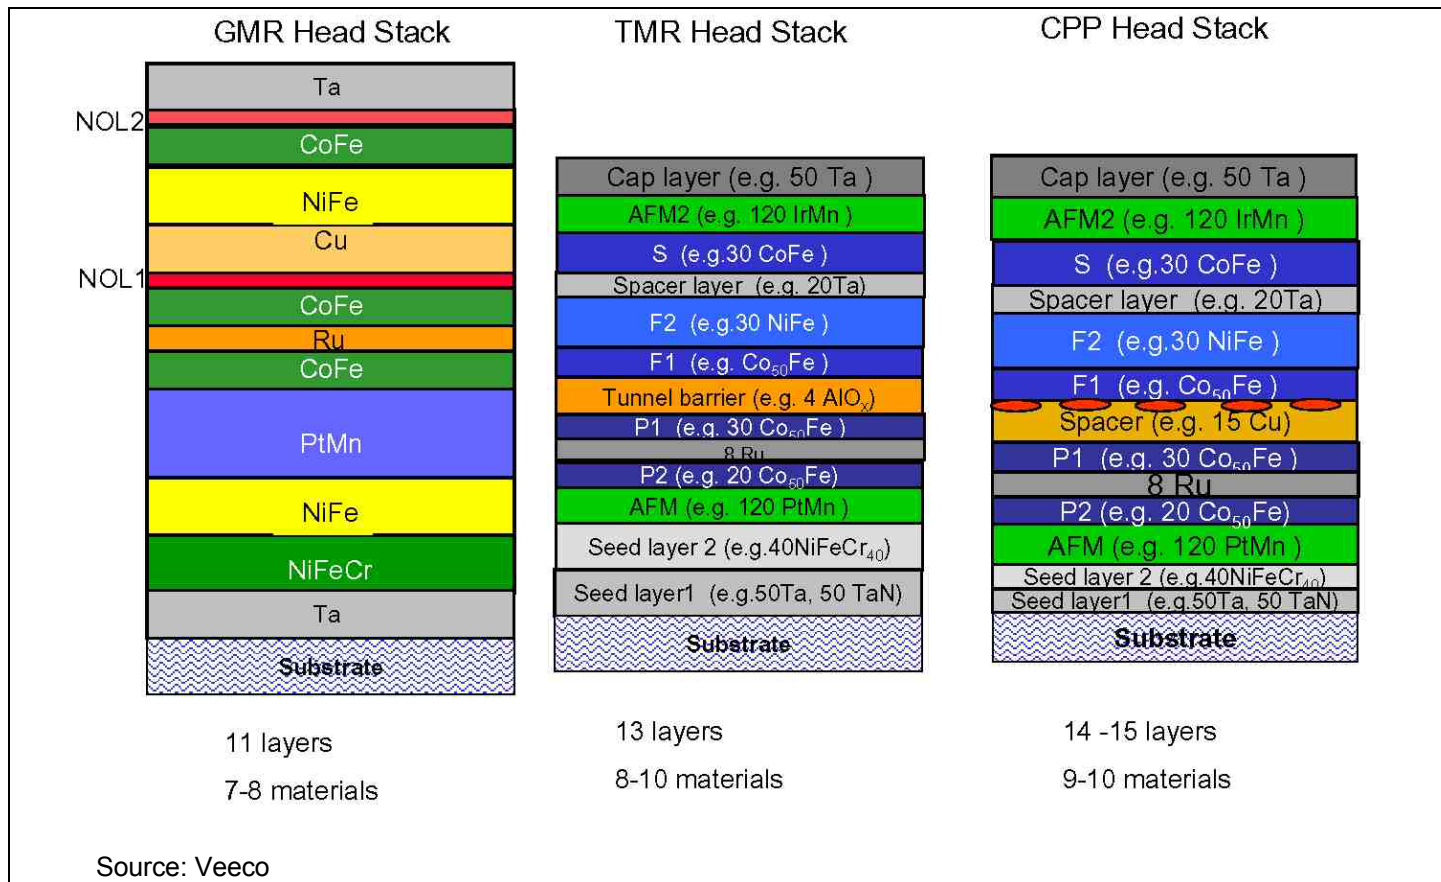 GMR Head Stack
Ta
NOL2
CoFe
NiFe
Cu
NOL1
CoFe
Ru
CoFe
PtMn
NiFe
NiFeCr
Ta
Substrate
11 layers
7-8 materials
TMR Head Stack
Cap layer (e.g. 50 Ta )
AFM2 (e.g. 120 IrMn )
S (e.g.30 CoFe )
Spacer layer (e.g. 20Ta)
F2 (e.g.30 NiFe )
F1 (e.g. Co₅₀Fe )
Tunnel barrier (e.g. 4 AlOₓ)
P1 (e.g. 30 Co₅₀Fe )
8 Ru
P2 (e.g. 20 Co₅₀Fe)
AFM (e.g. 120 PtMn )
Seed layer 2 (e.g.40NiFeCr₄₀)
Seed layer1 (e.g.50Ta, 50 TaN)
Substrate
13 layers
8-10 materials
CPP Head Stack
Cap layer (e.g. 50 Ta )
AFM2 (e.g. 120 IrMn )
S (e.g.30 CoFe )
Spacer layer (e.g. 20Ta)
F2 (e.g.30 NiFe )
F1 (e.g. Co₅₀Fe )
Spacer (e.g. 15 Cu)
P1 (e.g. 30 Co₅₀Fe )
8 Ru
P2 (e.g. 20 Co₅₀Fe)
AFM (e.g. 120 PtMn )
Seed layer 2 (e.g.40NiFeCr₄₀)
Seed layer1 (e.g.50Ta, 50 TaN)
Substrate
14 -15 layers
9-10 materials
Source: Veeco